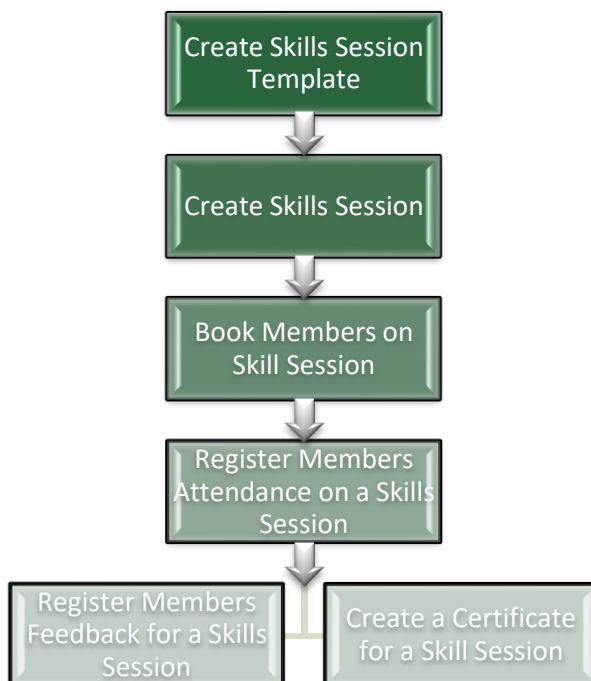 Create Skills Session
Template
Create Skills Session
Book Members on
Skill Session
Register Members
Attendance on a Skills
Session
Register Members
Feedback for a Skills
Session
Create a Certificate
for a Skill Session